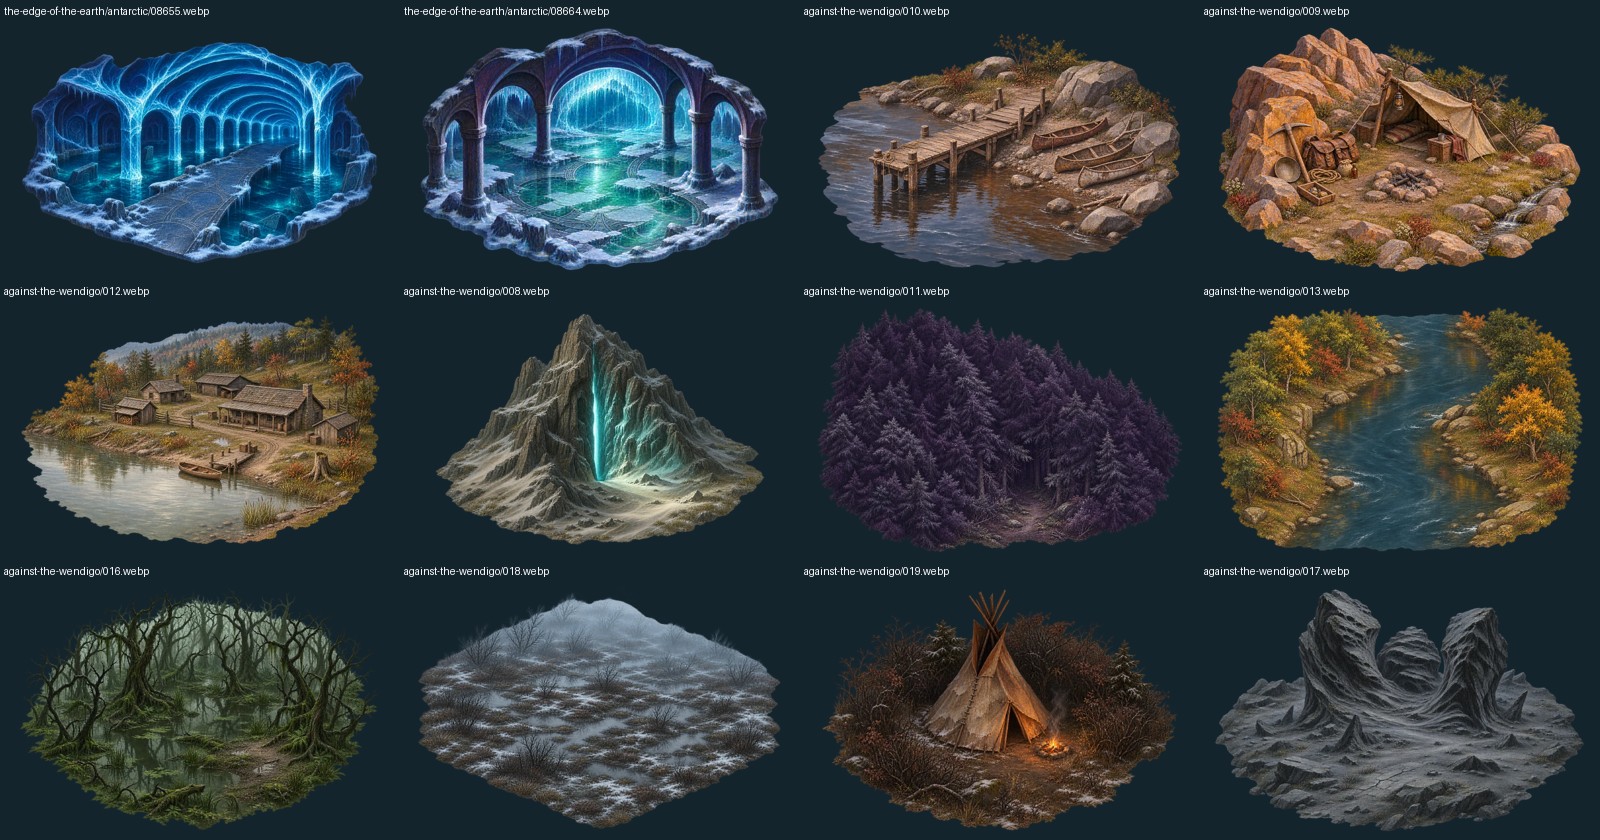 the-edge-of-the-earth/antarctic/08655.webp
the-edge-of-the-earth/antarctic/08664.webp
against-the-wendigo/010.webp
against-the-wendigo/009.webp
against-the-wendigo/012.webp
against-the-wendigo/008.webp
against-the-wendigo/011.webp
against-the-wendigo/013.webp
against-the-wendigo/016.webp
against-the-wendigo/018.webp
against-the-wendigo/019.webp
against-the-wendigo/017.webp